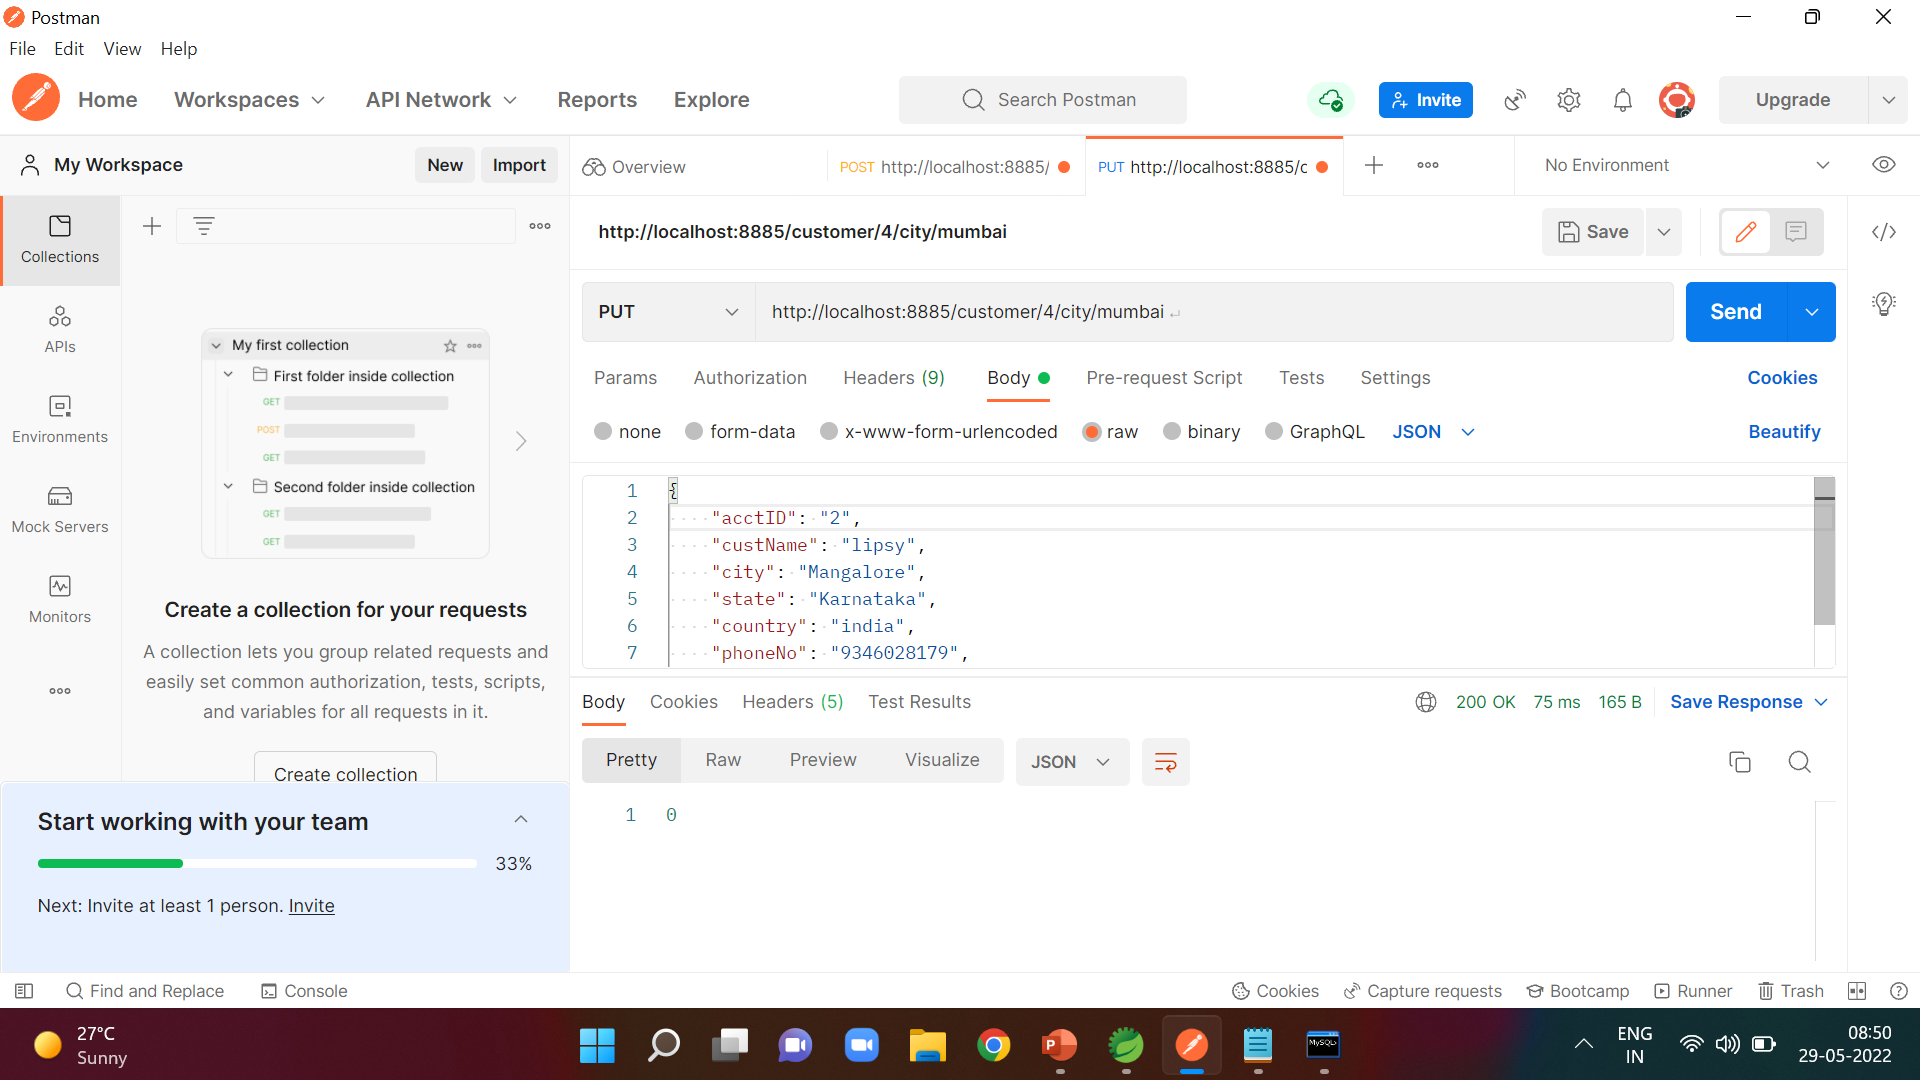 Postman
File Edit View Help
Home Workspaces API Network Reports Explore Search Postman Invite Upgrade
My Workspace New Import Overview POST http://localhost:8885/ PUT http://localhost:8885/c No Environment
Collections
APIs
Environments
Mock Servers
Monitors
My first collection
First folder inside collection
GET
POST
GET
Second folder inside collection
GET
GET
Create a collection for your requests
A collection lets you group related requests and
easily set common authorization, tests, scripts,
and variables for all requests in it.
Create collection
Start working with your team
33%
Next: Invite at least 1 person. Invite
http://localhost:8885/customer/4/city/mumbai Save
PUT http://localhost:8885/customer/4/city/mumbai Send
Params Authorization Headers (9) Body Pre-request Script Tests Settings Cookies
none form-data x-www-form-urlencoded raw binary GraphQL JSON Beautify
1 {
2 "acctID": "2",
3 "custName": "lipsy",
4 "city": "Mangalore",
5 "state": "Karnataka",
6 "country": "india",
7 "phoneNo": "9346028179",
Body Cookies Headers (5) Test Results 200 OK 75 ms 165 B Save Response
Pretty Raw Preview Visualize JSON
1 0
Find and Replace Console Cookies Capture requests Bootcamp Runner Trash
27°C
Sunny
P
MySQL>
ENG
IN
08:50
29-05-2022